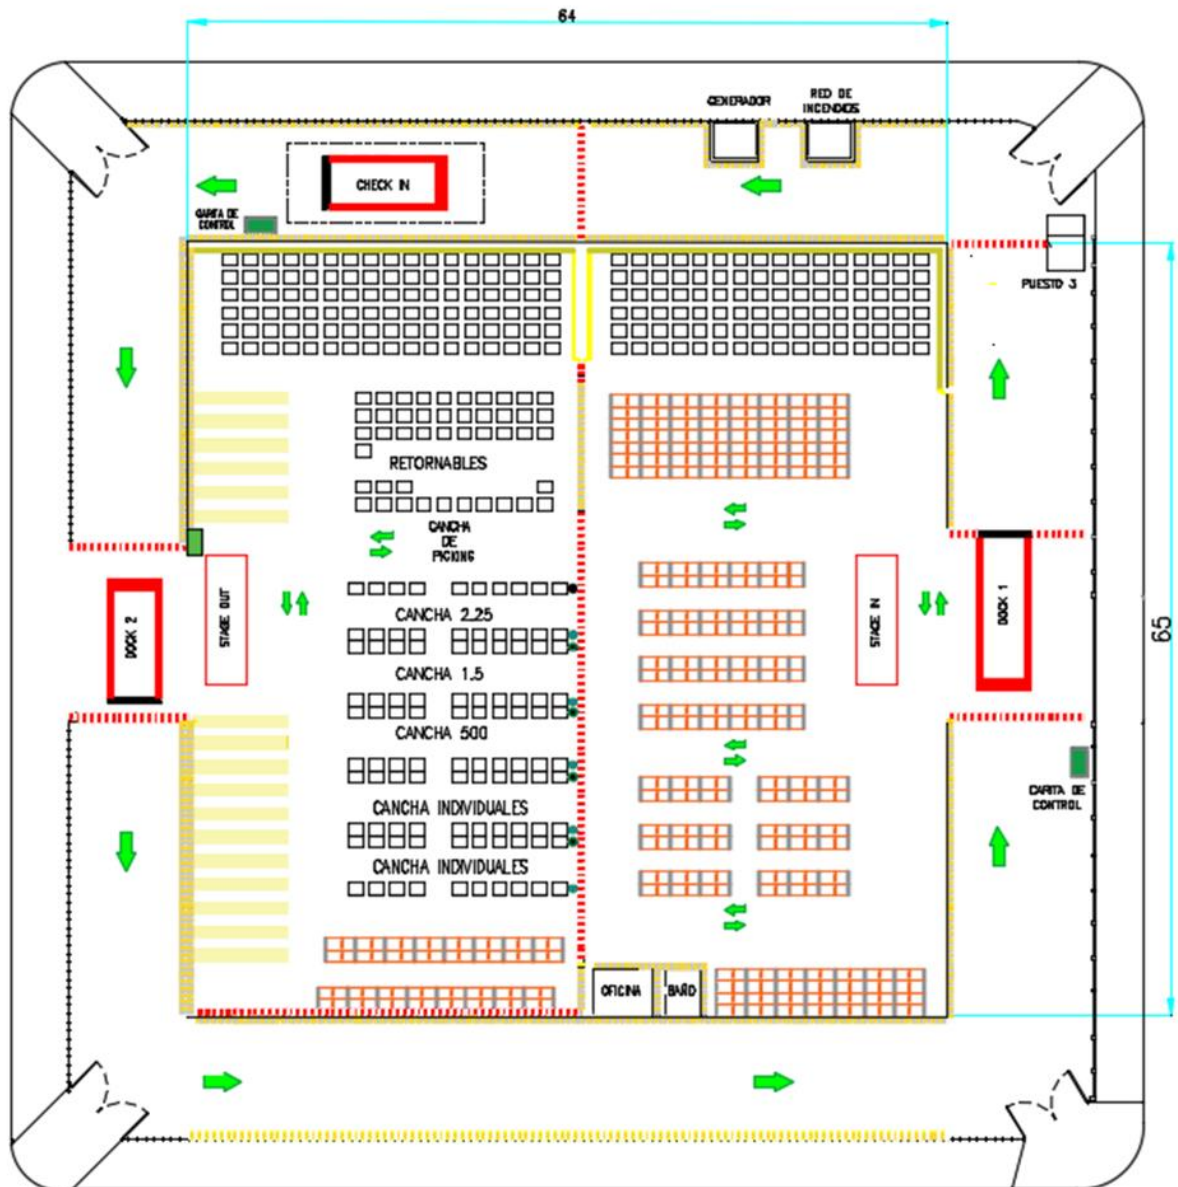 64
GENERADOR
RED DE
INCENDIOS
CHECK IN
GARITA DE
CONTROL
PUESTO 3
RETORNABLES
CANCHA
DE
PICKING
STAGE OUT
DOCK 2
CANCHA 2.25
CANCHA 1.5
CANCHA 500
CANCHA INDIVIDUALES
CANCHA INDIVIDUALES
STAGE IN
DOCK 1
65
GARITA DE
CONTROL
OFICINA
BAÑO